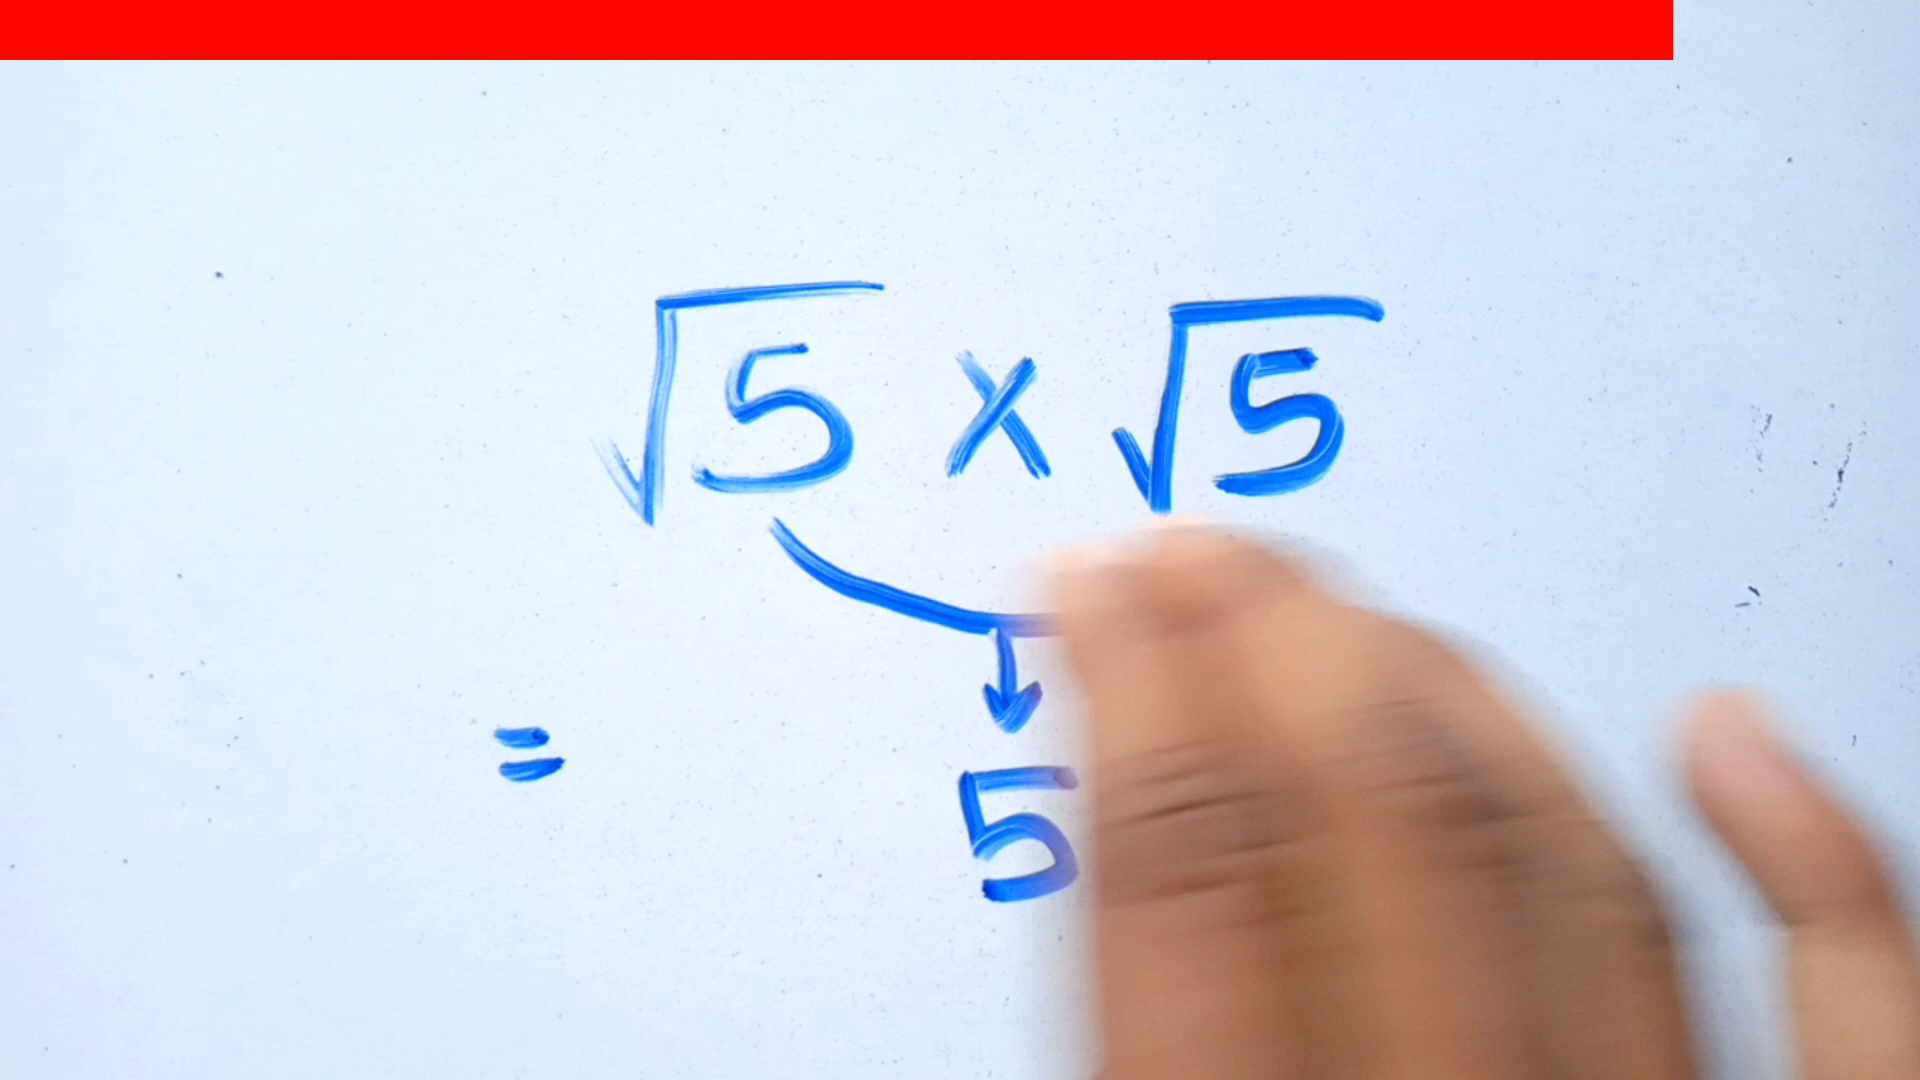 √5 × √5
= 5